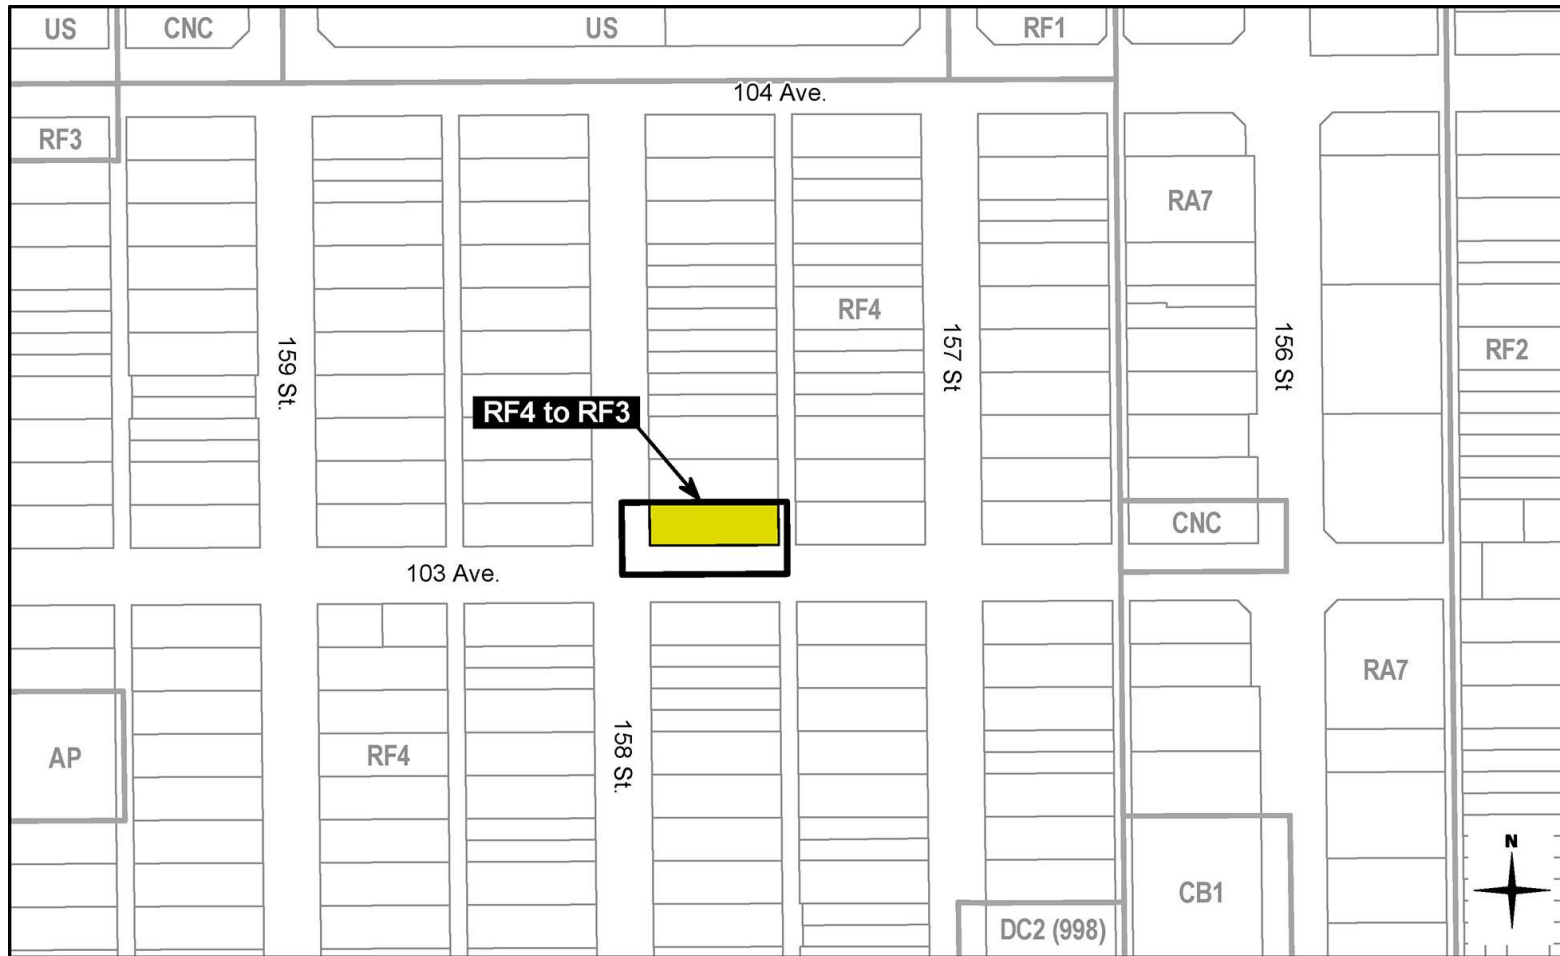 US
CNC
US
RF1
104 Ave.
RF3
RA7
RF4
159 St.
157 St
156 St
RF2
RF4 to RF3
CNC
103 Ave.
RA7
158 St.
AP
RF4
N
CB1
DC2 (998)